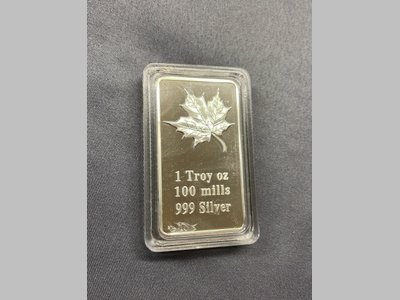 1 Troy oz
100 mills
999 Silver